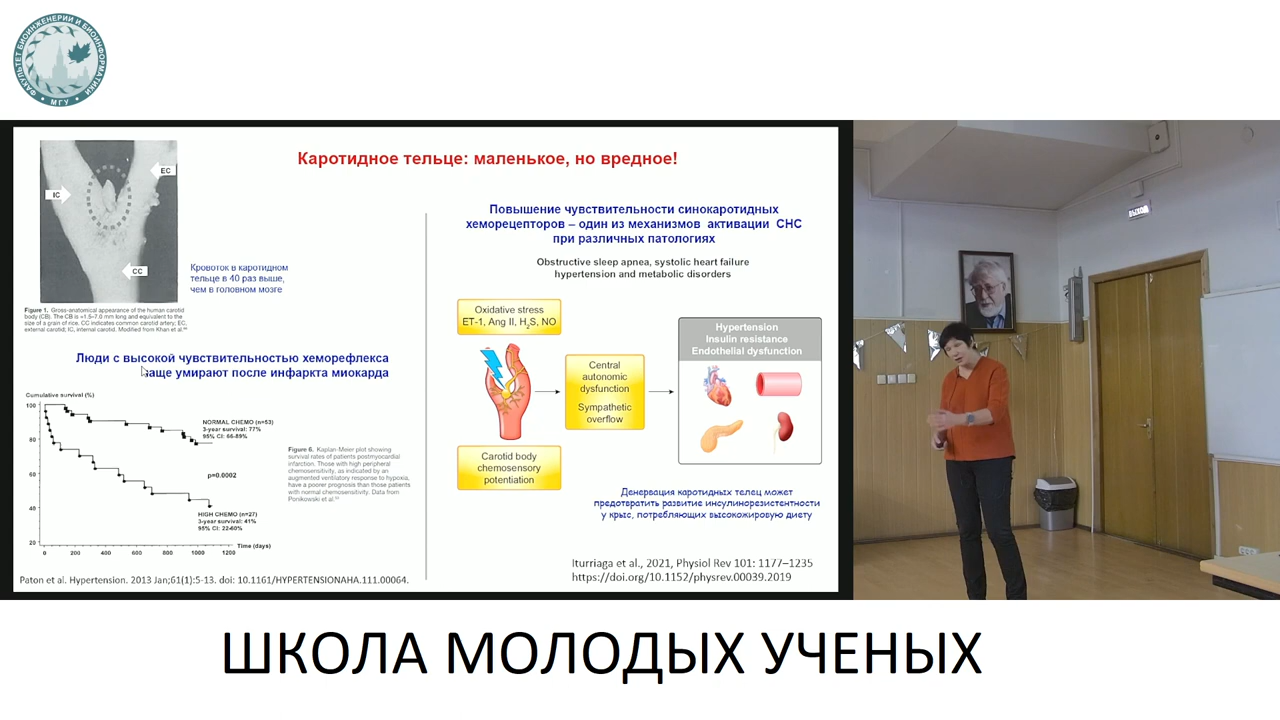 ФАКУЛЬТЕТ БИОИНЖЕНЕРИИ И БИОИНФОРМАТИКИ
• МГУ •
Каротидное тельце: маленькое, но вредное!
EC
IC
CC
Кровоток в каротидном
тельце в 40 раз выше,
чем в головном мозге
Figure 1. Gross-anatomical appearance of the human carotid
body (CB). The CB is ≈1.5–7.0 mm long and equivalent to the
size of a grain of rice. CC indicates common carotid artery; EC,
external carotid; IC, internal carotid. Modified from Khan et al.
Люди с высокой чувствительностью хеморефлекса
чаще умирают после инфаркта миокарда
Cumulative survival (%)
100
80
60
40
20
0
200
400
600
800
1000
1200
Time (days)
NORMAL CHEMO (n=53)
3-year survival: 77%
95% CI: 66-89%
p=0.0002
HIGH CHEMO (n=27)
3-year survival: 41%
95% CI: 22-60%
Figure 6. Kaplan-Meier plot showing
survival rates of patients postmyocardial
infarction. Those with high peripheral
chemosensitivity, as indicated by an
augmented ventilatory response to hypoxia,
have a poorer prognosis than those patients
with normal chemosensitivity. Data from
Ponikowski et al.
Paton et al. Hypertension. 2013 Jan;61(1):5-13. doi: 10.1161/HYPERTENSIONAHA.111.00064.
Повышение чувствительности синокаротидных
хеморецепторов – один из механизмов активации СНС
при различных патологиях
Obstructive sleep apnea, systolic heart failure
hypertension and metabolic disorders
Oxidative stress
ET-1, Ang II, H2S, NO
Carotid body
chemosensory
potentiation
Central
autonomic
dysfunction
Sympathetic
overflow
Hypertension
Insulin resistance
Endothelial dysfunction
Денервация каротидных телец может
предотвратить развитие инсулинорезистентности
у крыс, потребляющих высокожировую диету
Iturriaga et al., 2021, Physiol Rev 101: 1177–1235
https://doi.org/10.1152/physrev.00039.2019
ВЫХОД
ШКОЛА МОЛОДЫХ УЧЕНЫХ